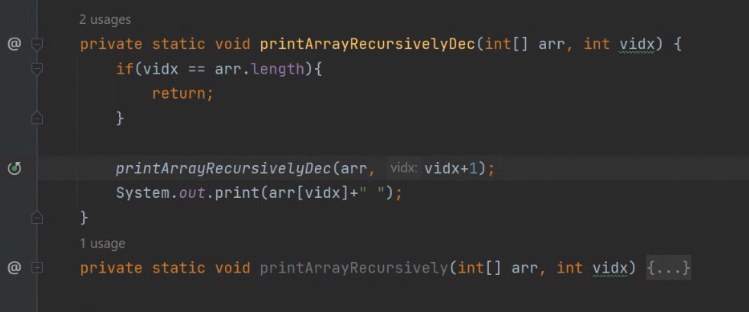 2 usages
@ private static void printArrayRecursivelyDec(int[] arr, int vidx) {
if(vidx == arr.length){
return;
}
printArrayRecursivelyDec(arr, vidx: vidx+1);
System.out.print(arr[vidx]+" ");
}
1 usage
@ private static void printArrayRecursively(int[] arr, int vidx) {...}